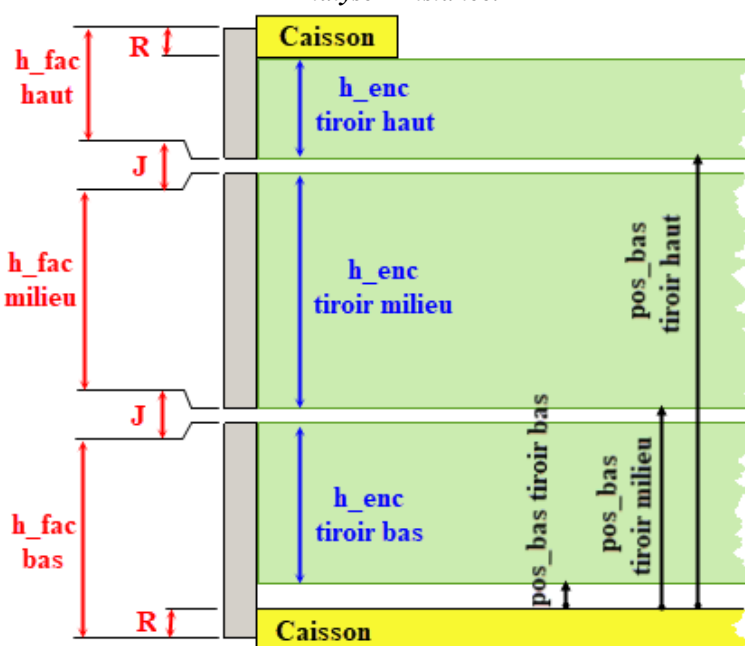 Caisson
R
h_fac
haut
h_enc
tiroir haut
J
h_fac
milieu
h_enc
tiroir milieu
pos_bas
tiroir haut
J
h_fac
bas
h_enc
tiroir bas
pos_bas tiroir bas
pos_bas
tiroir milieu
R
Caisson